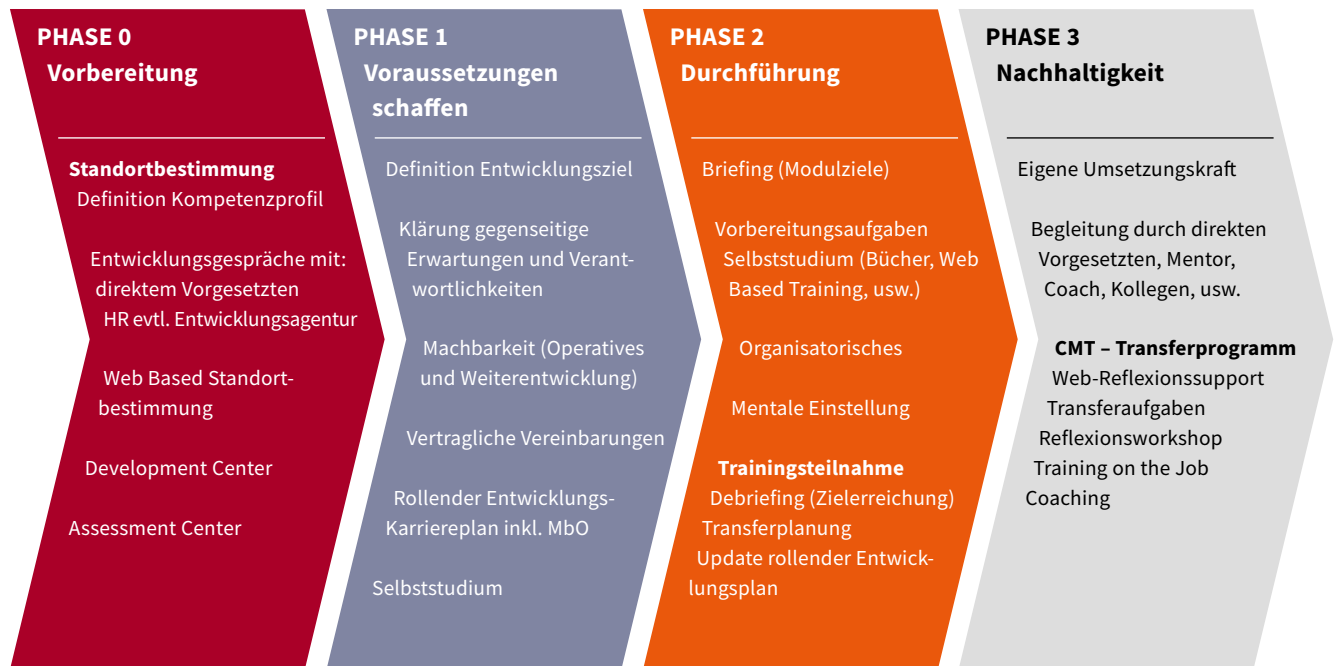 PHASE 0
Vorbereitung
Standortbestimmung
Definition Kompetenzprofil
Entwicklungsgespräche mit:
direktem Vorgesetzten
HR evtl. Entwicklungsagentur
Web Based Standort-
bestimmung
Development Center
Assessment Center
PHASE 1
Voraussetzungen
schaffen
Definition Entwicklungsziel
Klärung gegenseitige
Erwartungen und Verant-
wortlichkeiten
Machbarkeit (Operatives
und Weiterentwicklung)
Vertragliche Vereinbarungen
Rollender Entwicklungs-
Karriereplan inkl. MbO
Selbststudium
PHASE 2
Durchführung
Briefing (Modulziele)
Vorbereitungsaufgaben
Selbststudium (Bücher, Web
Based Training, usw.)
Organisatorisches
Mentale Einstellung
Trainingsteilnahme
Debriefing (Zielerreichung)
Transferplanung
Update rollender Entwick-
lungsplan
PHASE 3
Nachhaltigkeit
Eigene Umsetzungskraft
Begleitung durch direkten
Vorgesetzten, Mentor,
Coach, Kollegen, usw.
CMT – Transferprogramm
Web-Reflexionssupport
Transferaufgaben
Reflexionsworkshop
Training on the Job
Coaching